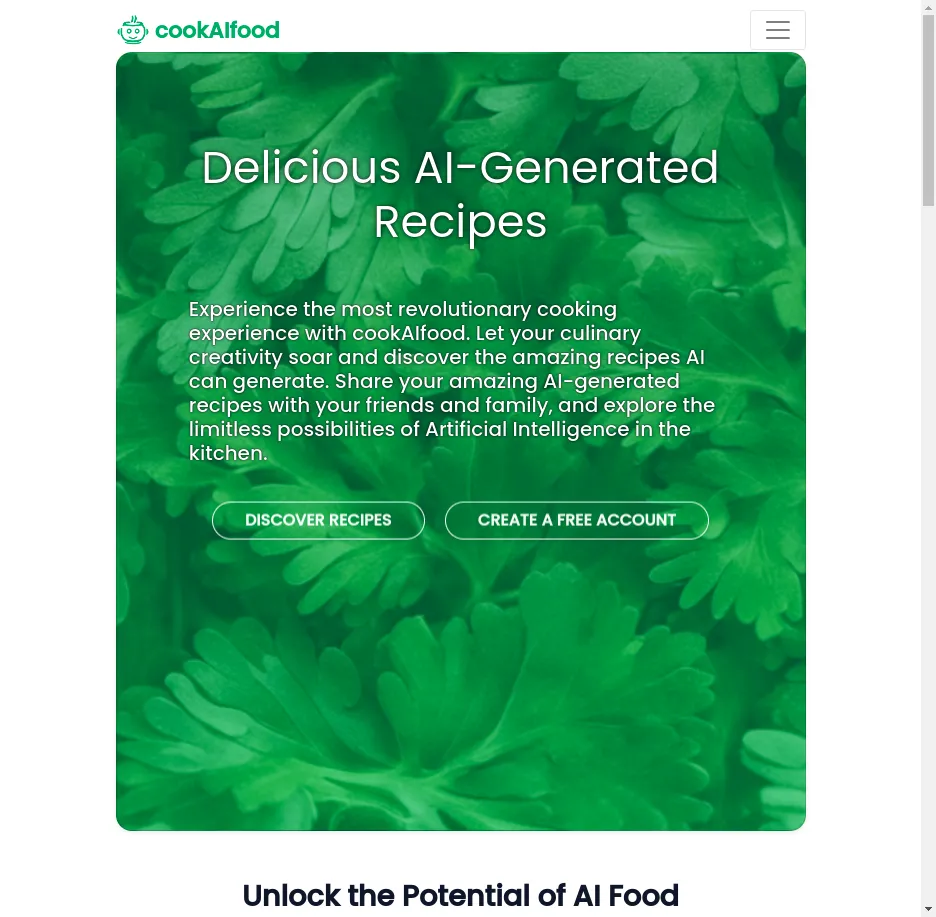 cookAIfood
Delicious AI-Generated
Recipes
Experience the most revolutionary cooking
experience with cookAIfood. Let your culinary
creativity soar and discover the amazing recipes AI
can generate. Share your amazing AI-generated
recipes with your friends and family, and explore the
limitless possibilities of Artificial Intelligence in the
kitchen.
DISCOVER RECIPES
CREATE A FREE ACCOUNT
Unlock the Potential of AI Food